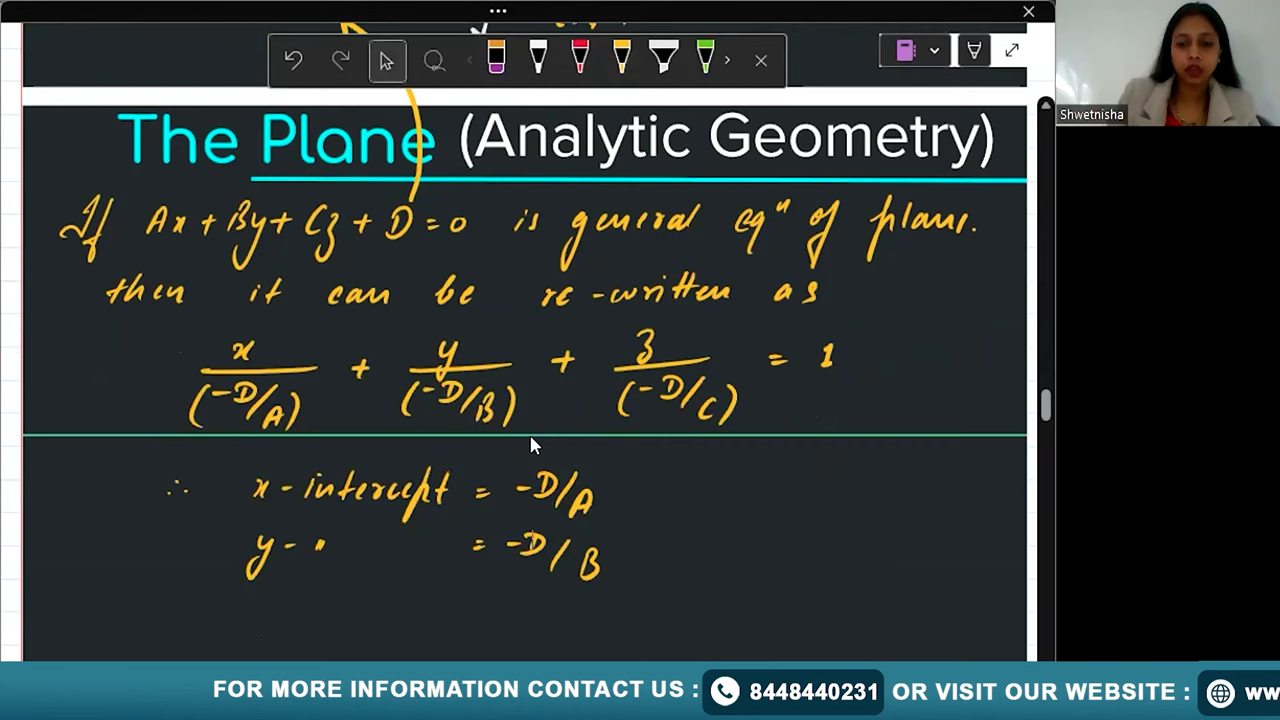 Shwetnisha
The Plane (Analytic Geometry)
If Ax + By + Cz + D = 0 is general eqⁿ of plane.
then it can be re-written as
x/(-D/A) + y/(-D/B) + z/(-D/C) = 1
∴ x-intercept = -D/A
y- " = -D/B
FOR MORE INFORMATION CONTACT US : 8448440231 OR VISIT OUR WEBSITE : ww